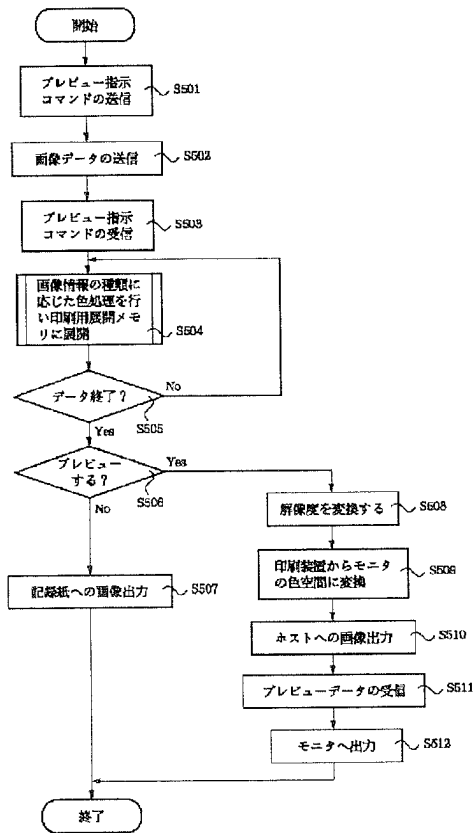 開始
プレビュー指示
コマンドの送信
S501
画像データの送信
S502
プレビュー指示
コマンドの受信
S503
画像情報の種類に
応じた色処理を行
い印刷用展開メモ
リに展開
S504
データ終了?
No
S505
Yes
プレビュー
する?
Yes
S506
No
記録紙への画像出力
S507
解像度を変換する
S508
印刷装置からモニタ
の色空間に変換
S509
ホストへの画像出力
S510
プレビューデータの受信
S511
モニタへ出力
S512
終了